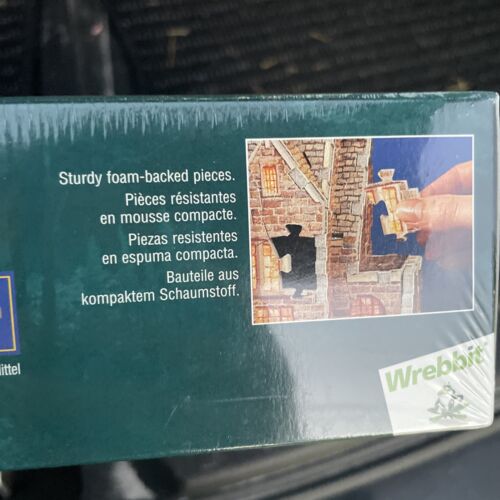 Sturdy foam-backed pieces.
Pièces résistantes
en mousse compacte.
Piezas resistentes
en espuma compacta.
Bauteile aus
kompaktem Schaumstoff.
Wrebbit